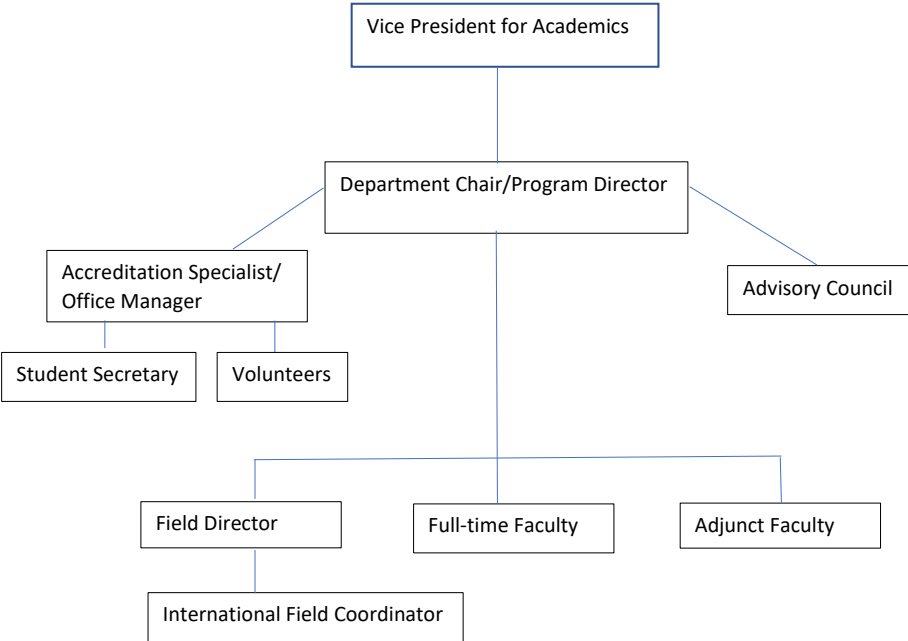 Vice President for Academics
Department Chair/Program Director
Accreditation Specialist/
Office Manager
Advisory Council
Student Secretary
Volunteers
Field Director
Full-time Faculty
Adjunct Faculty
International Field Coordinator